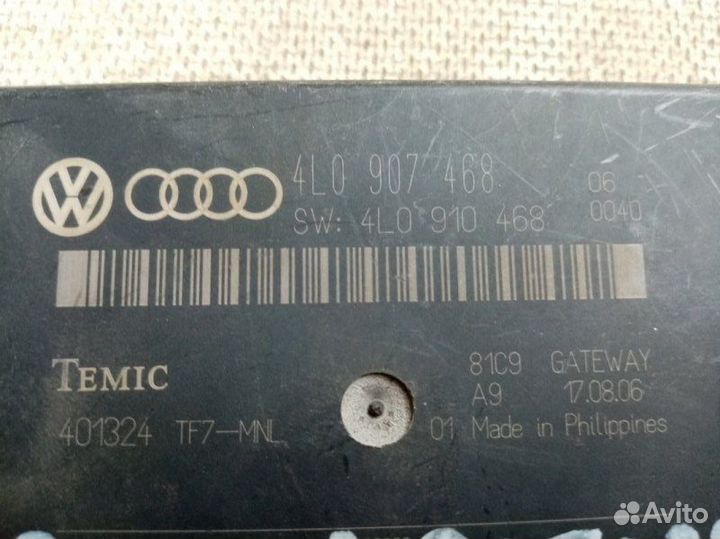 4L0 907 468 06
SW: 4L0 910 468 0040
TEMIC 81C9 GATEWAY
A9 17.08.06
401324 TF7-MNL 01 Made in Philippines
Avito